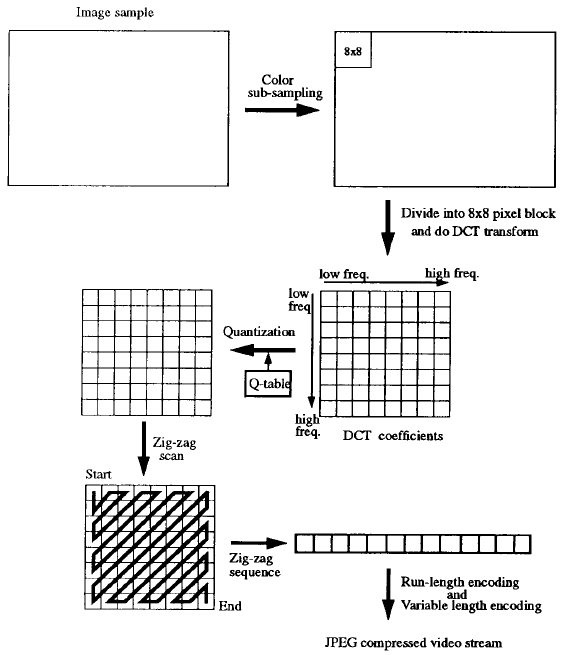 Image sample
8x8
Color
sub-sampling
Divide into 8x8 pixel block
and do DCT transform
low freq.
high freq.
low
freq
Quantization
Q-table
high
freq.
DCT coefficients
Zig-zag
scan
Start
Zig-zag
sequence
End
Run-length encoding
and
Variable length encoding
JPEG compressed video stream